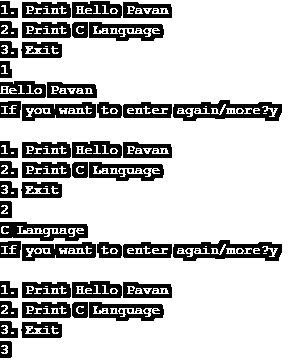 1. Print Hello Pavan
2. Print C Language
3. Exit
1
Hello Pavan
If you want to enter again/more?y
1. Print Hello Pavan
2. Print C Language
3. Exit
2
C Language
If you want to enter again/more?y
1. Print Hello Pavan
2. Print C Language
3. Exit
3